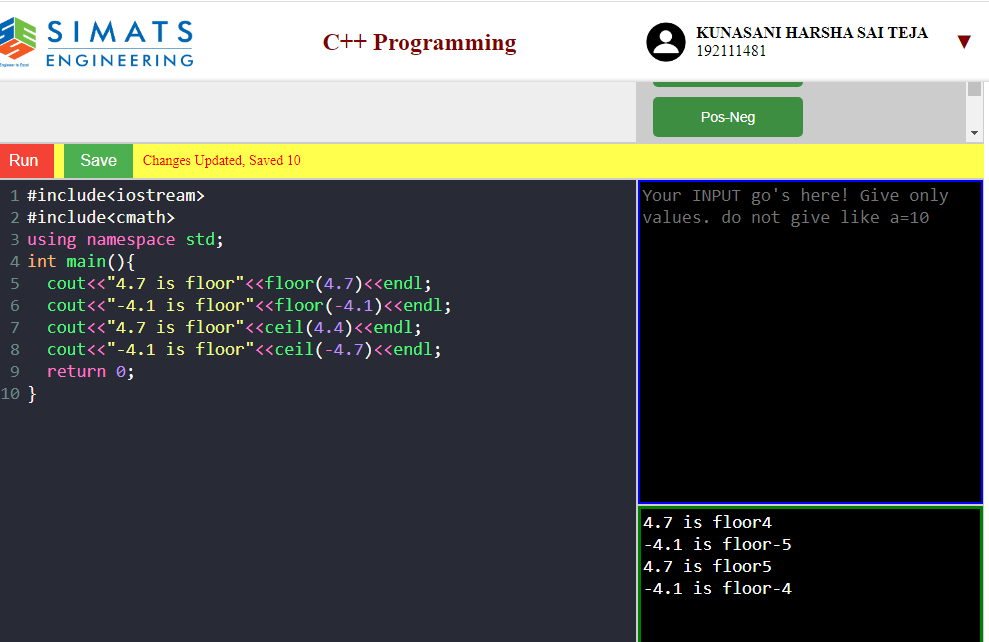 SIMATS
ENGINEERING
C++ Programming
KUNASANI HARSHA SAI TEJA
192111481
▼
Pos-Neg
Run Save Changes Updated, Saved 10
1 #include<iostream>
2 #include<cmath>
3 using namespace std;
4 int main(){
5   cout<<"4.7 is floor"<<floor(4.7)<<endl;
6   cout<<"-4.1 is floor"<<floor(-4.1)<<endl;
7   cout<<"4.7 is floor"<<ceil(4.4)<<endl;
8   cout<<"-4.1 is floor"<<ceil(-4.7)<<endl;
9   return 0;
10 }
Your INPUT go's here! Give only
values. do not give like a=10
4.7 is floor4
-4.1 is floor-5
4.7 is floor5
-4.1 is floor-4